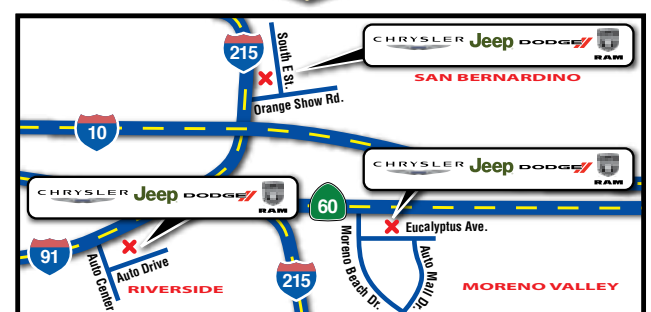 215
South E St.
CHRYSLER Jeep DODGE RAM
SAN BERNARDINO
Orange Show Rd.
10
CHRYSLER Jeep DODGE RAM
CHRYSLER Jeep DODGE RAM
60
Eucalyptus Ave.
91
Auto Center
Auto Drive
RIVERSIDE
215
Moreno Beach Dr.
Auto Mall Dr.
MORENO VALLEY